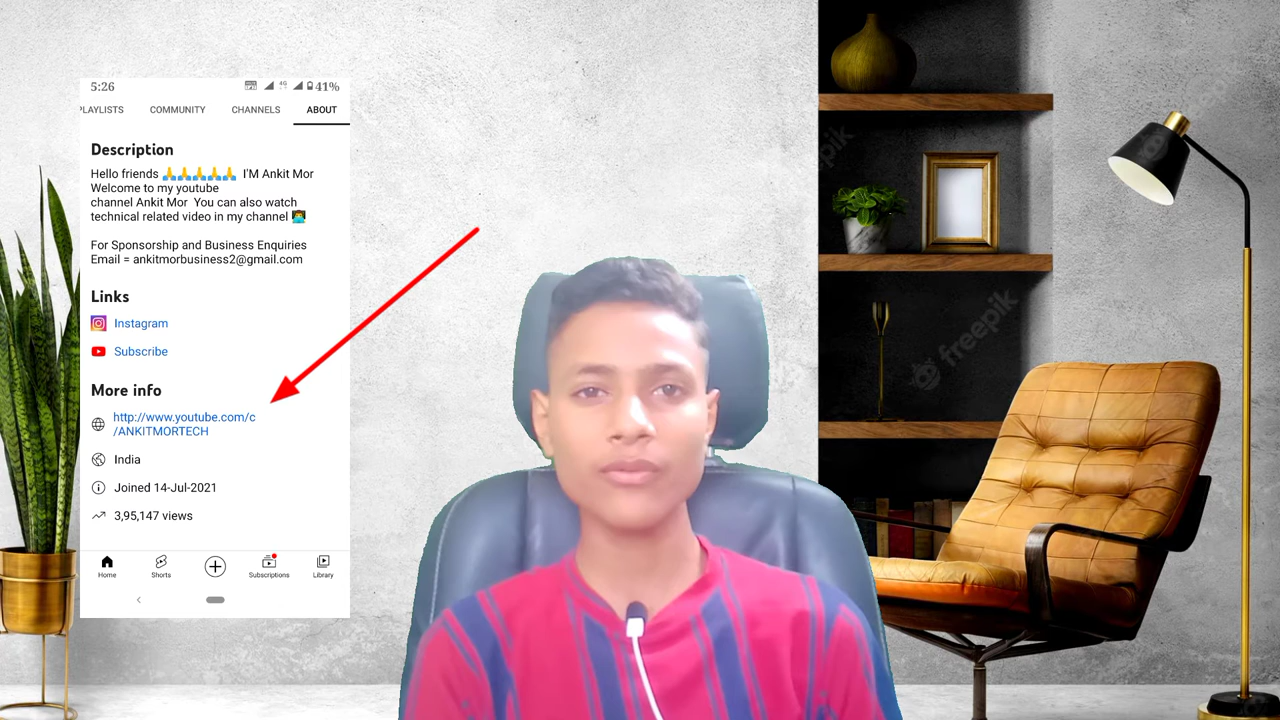 5:26
4G
41%
PLAYLISTS COMMUNITY CHANNELS ABOUT
Description
Hello friends 🙏🙏🙏🙏🙏 I'M Ankit Mor
Welcome to my youtube
channel Ankit Mor You can also watch
technical related video in my channel 👨‍💻
For Sponsorship and Business Enquiries
Email = ankitmorbusiness2@gmail.com
Links
Instagram
Subscribe
More info
http://www.youtube.com/c
/ANKITMORTECH
India
Joined 14-Jul-2021
3,95,147 views
Home Shorts Subscriptions Library
freepik